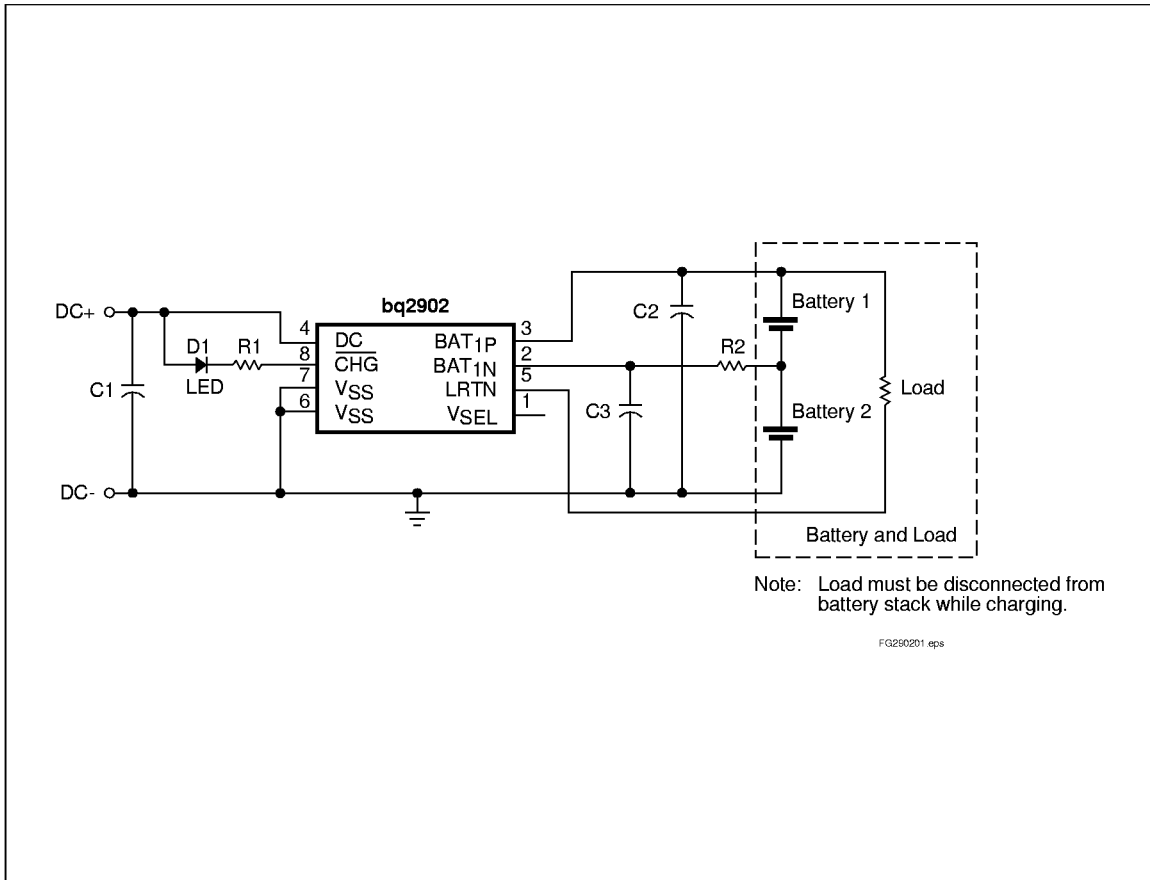 bq2902
DC+
D1
R1
LED
C1
4
8
7
6
DC
CHG
VSS
VSS
BAT1P
BAT1N
LRTN
VSEL
3
2
5
1
C2
C3
R2
Battery 1
Battery 2
Load
DC-
Battery and Load
Note: Load must be disconnected from
battery stack while charging.
FG290201.eps